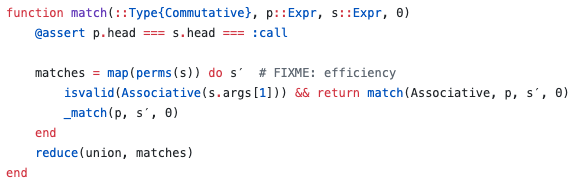 function match(::Type{Commutative}, p::Expr, s::Expr, Θ)
    @assert p.head === s.head === :call

    matches = map(perms(s)) do s′  # FIXME: efficiency
        isvalid(Associative(s.args[1])) && return match(Associative, p, s′, Θ)
        _match(p, s′, Θ)
    end
    reduce(union, matches)
end